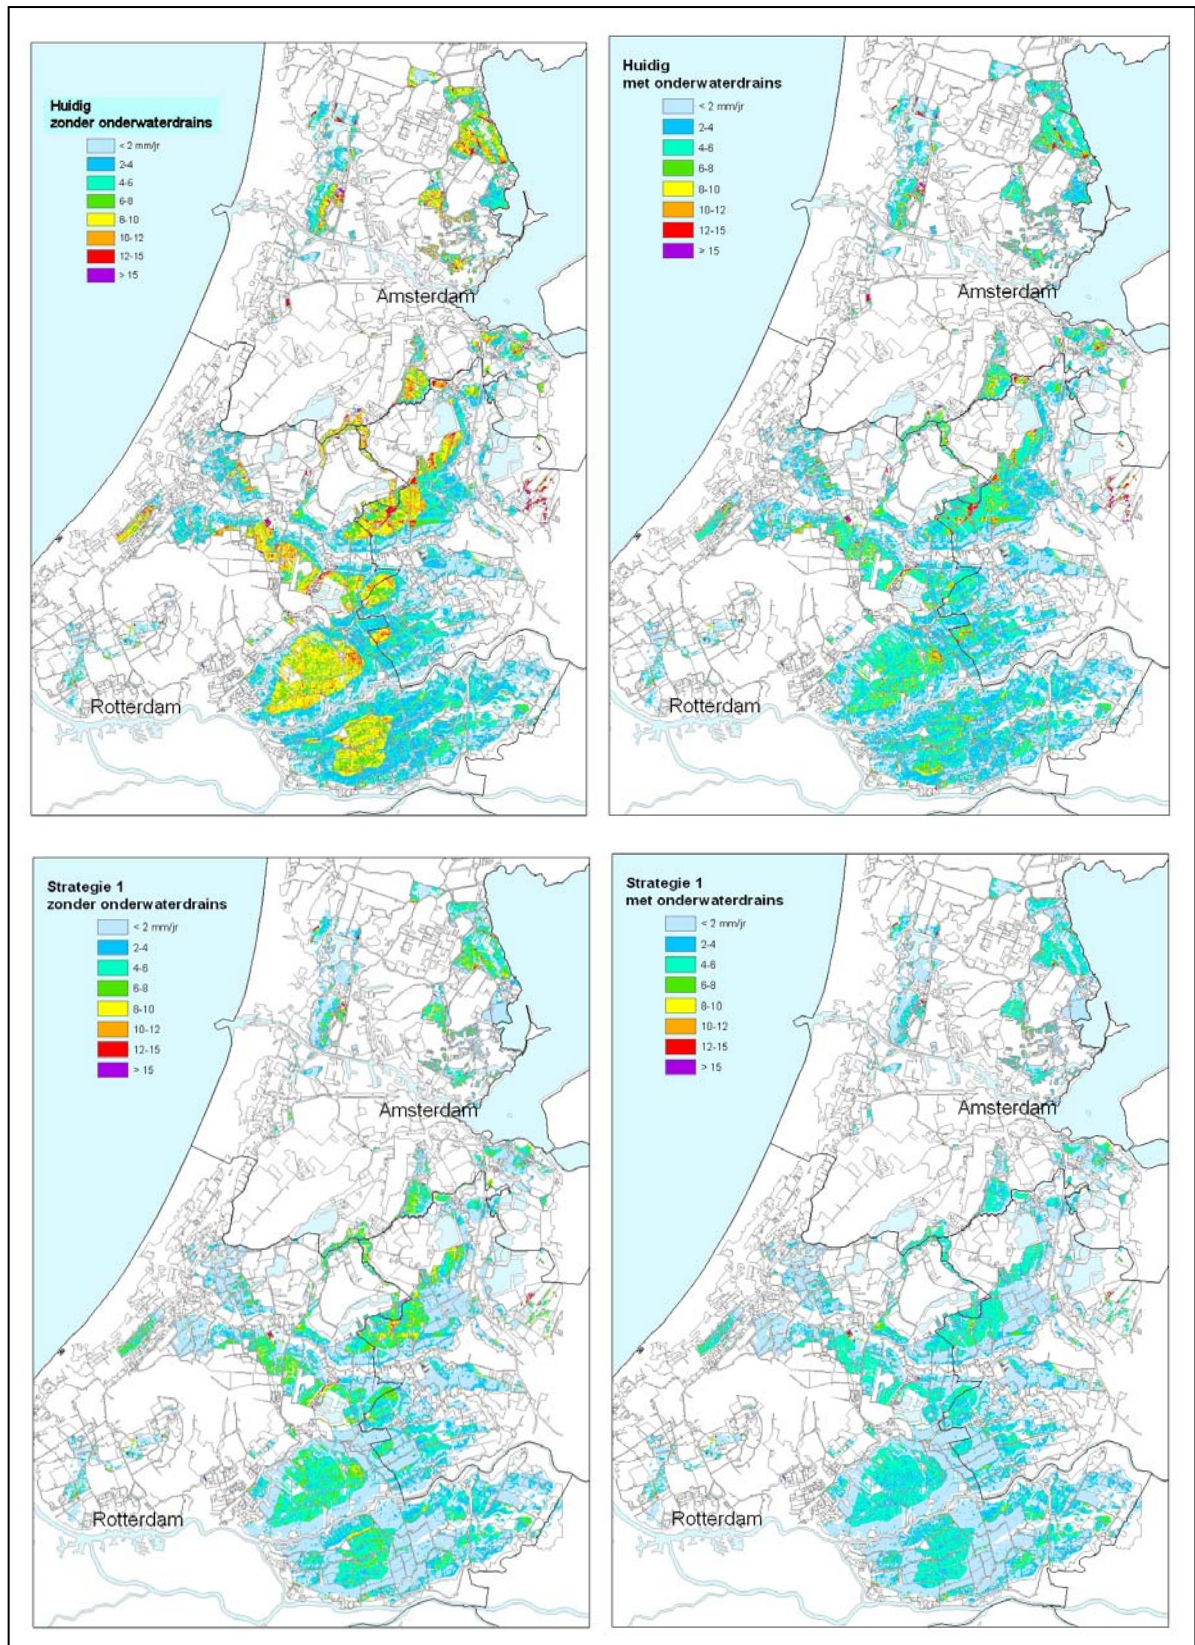 Huidig
zonder onderwaterdrains
< 2 mm/jr
2-4
4-6
6-8
8-10
10-12
12-15
> 15
Amsterdam
Rotterdam
Huidig
met onderwaterdrains
< 2 mm/jr
2-4
4-6
6-8
8-10
10-12
12-15
> 15
Amsterdam
Rotterdam
Strategie 1
zonder onderwaterdrains
< 2 mm/jr
2-4
4-6
6-8
8-10
10-12
12-15
> 15
Amsterdam
Rotterdam
Strategie 1
met onderwaterdrains
< 2 mm/jr
2-4
4-6
6-8
8-10
10-12
12-15
> 15
Amsterdam
Rotterdam